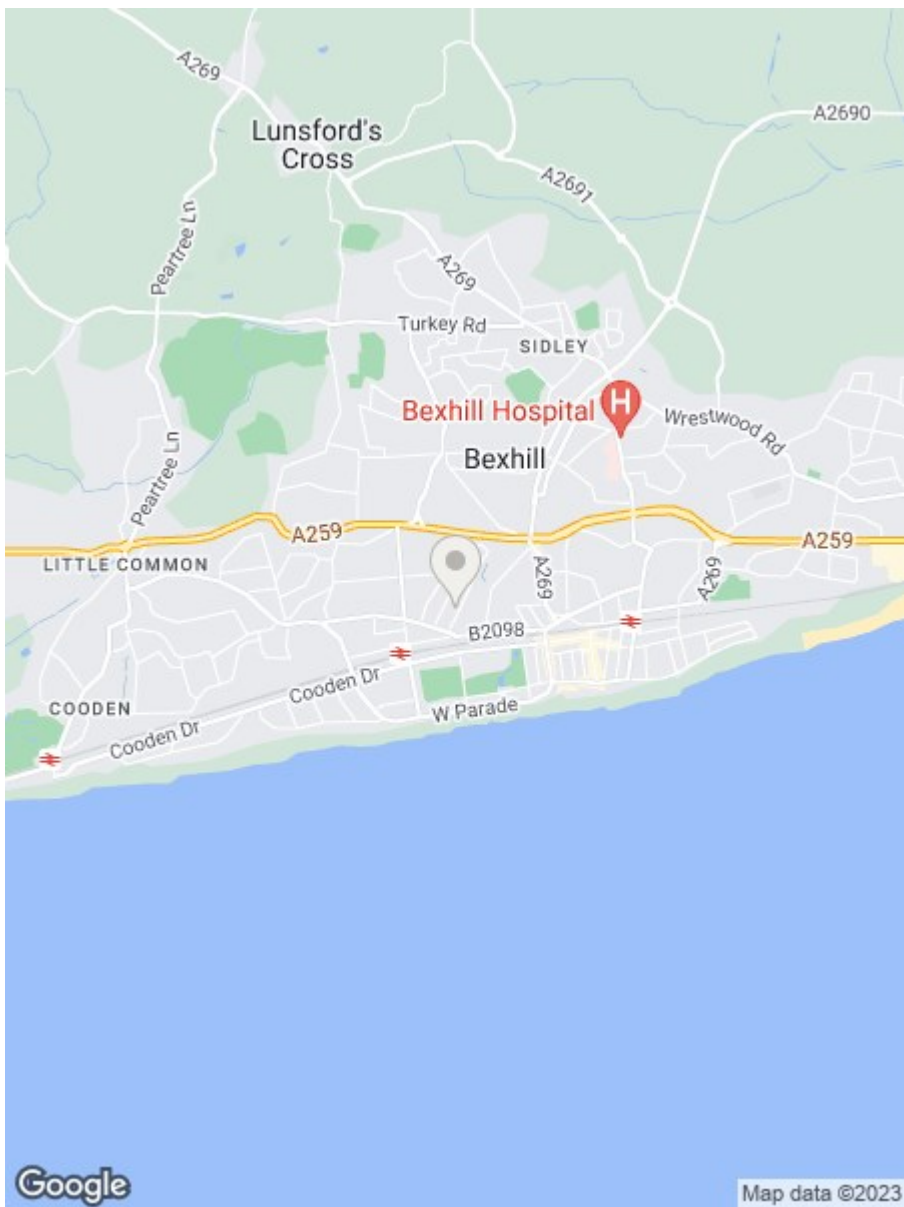 A269
A2690
Lunsford's
Cross
A2691
Peartree Ln
A269
Turkey Rd
SIDLEY
Bexhill Hospital
H
Wrestwood Rd
Bexhill
Peartree Ln
A259
A259
LITTLE COMMON
A269
A269
B2098
Cooden Dr
COODEN
W Parade
Cooden Dr
Google
Map data ©2023